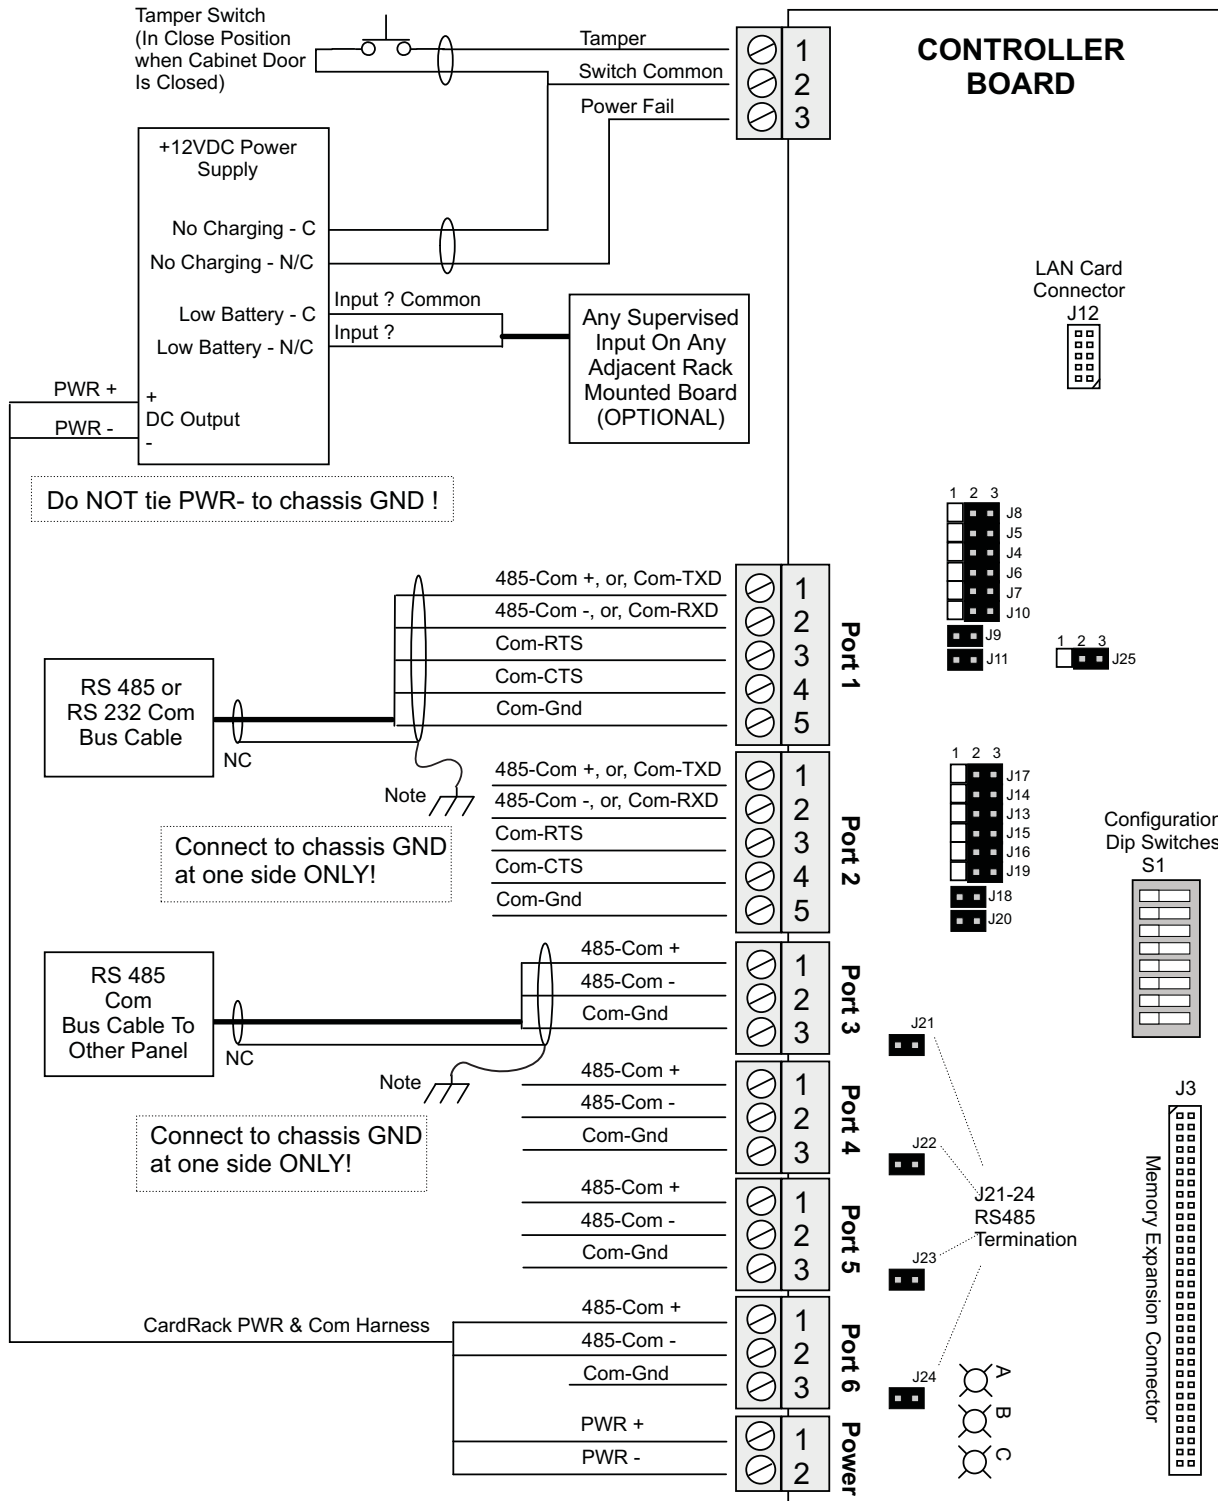 Tamper Switch
(In Close Position
when Cabinet Door
Is Closed)
Tamper
Switch Common
Power Fail
1
2
3
CONTROLLER
BOARD
+12VDC Power
Supply
No Charging - C
No Charging - N/C
Low Battery - C
Low Battery - N/C
+
DC Output
-
Input ? Common
Input ?
Any Supervised
Input On Any
Adjacent Rack
Mounted Board
(OPTIONAL)
PWR +
PWR -
Do NOT tie PWR- to chassis GND !
LAN Card
Connector
J12
1 2 3
J8
J5
J4
J6
J7
J10
J9
J11
1 2 3
J25
485-Com +, or, Com-TXD
485-Com -, or, Com-RXD
Com-RTS
Com-CTS
Com-Gnd
1
2
3
4
5
Port 1
RS 485 or
RS 232 Com
Bus Cable
NC
Note
Connect to chassis GND
at one side ONLY!
485-Com +, or, Com-TXD
485-Com -, or, Com-RXD
Com-RTS
Com-CTS
Com-Gnd
1
2
3
4
5
Port 2
1 2 3
J17
J14
J13
J15
J16
J19
J18
J20
Configuration
Dip Switches
S1
RS 485
Com
Bus Cable To
Other Panel
NC
Note
Connect to chassis GND
at one side ONLY!
485-Com +
485-Com -
Com-Gnd
1
2
3
Port 3
485-Com +
485-Com -
Com-Gnd
1
2
3
Port 4
485-Com +
485-Com -
Com-Gnd
1
2
3
Port 5
J21
J22
J23
J24
J21-24
RS485
Termination
J3
Memory Expansion Connector
CardRack PWR & Com Harness
485-Com +
485-Com -
Com-Gnd
1
2
3
Port 6
PWR +
PWR -
1
2
Power
A
B
C